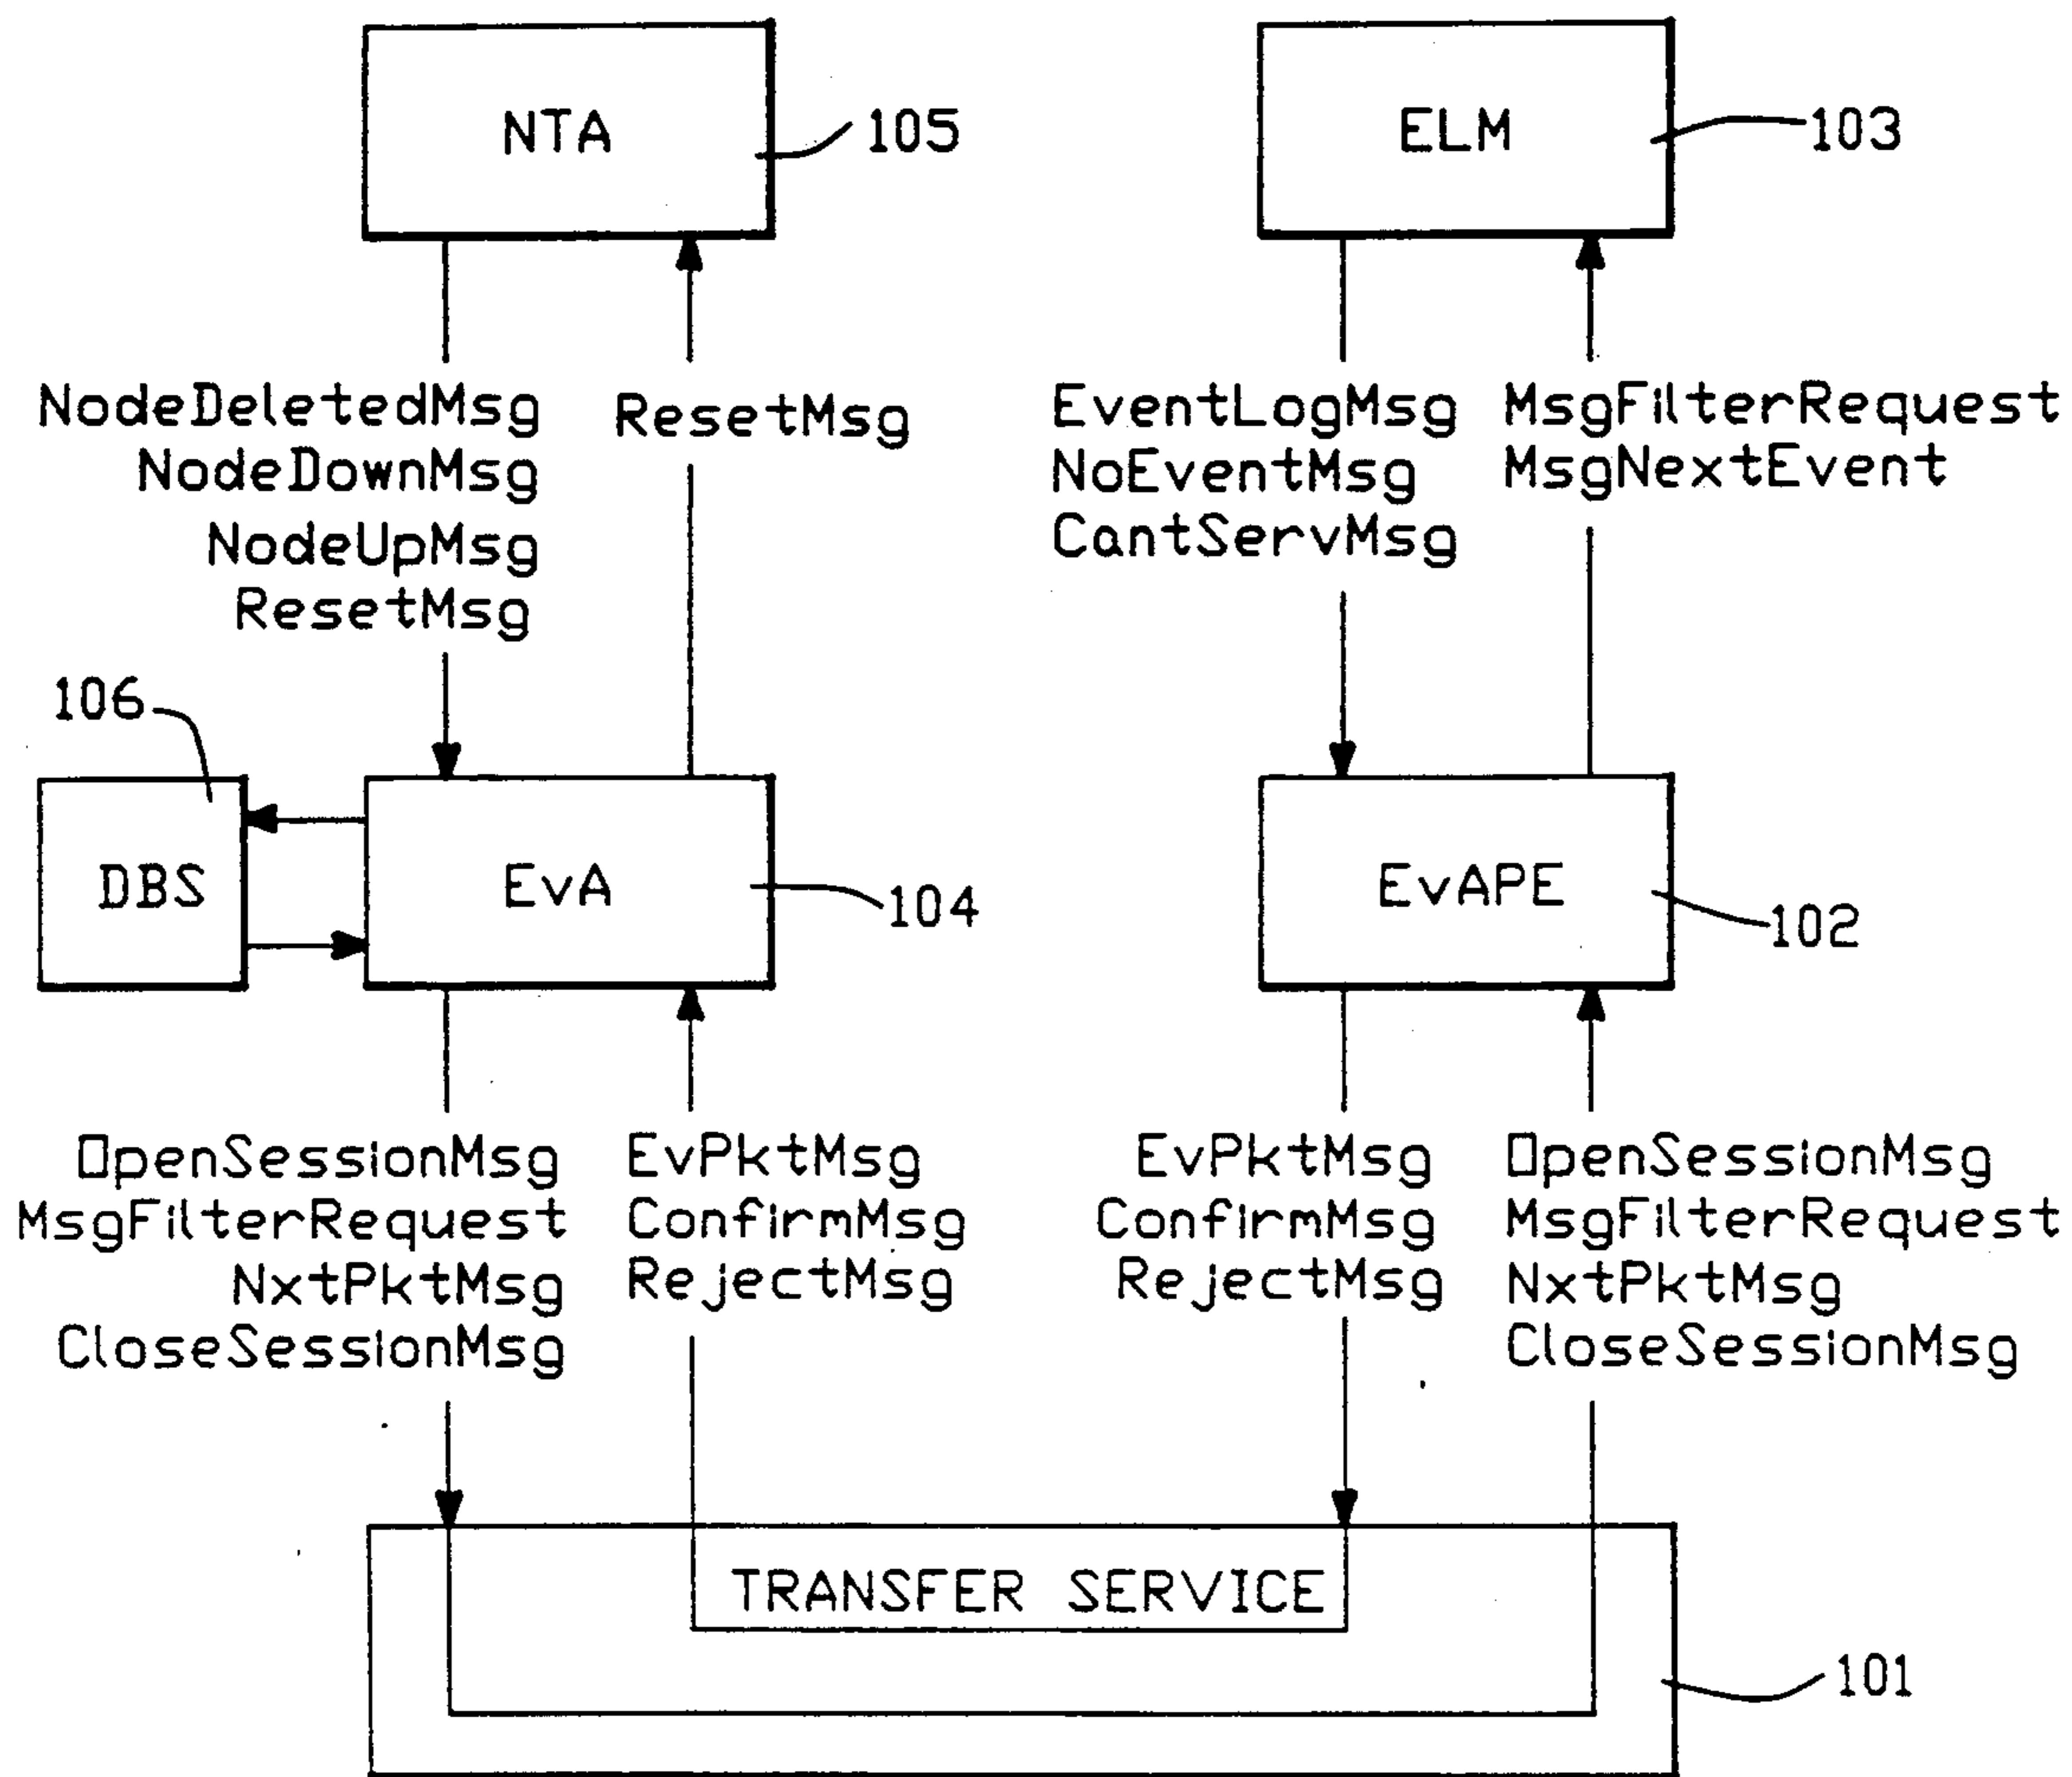 NTA
105
ELM
103
NodeDeletedMsg
NodeDownMsg
NodeUpMsg
ResetMsg
ResetMsg
EventLogMsg
NoEventMsg
CantServMsg
MsgFilterRequest
MsgNextEvent
106
DBS
EvA
104
EvAPE
102
OpenSessionMsg
MsgFilterRequest
NxtPktMsg
CloseSessionMsg
EvPktMsg
ConfirmMsg
RejectMsg
EvPktMsg
ConfirmMsg
RejectMsg
OpenSessionMsg
MsgFilterRequest
NxtPktMsg
CloseSessionMsg
TRANSFER SERVICE
101